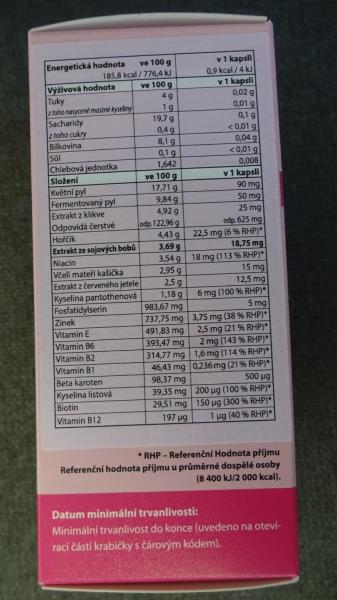 Energetická hodnota ve 100 g v 1 kapsli
185,8 kcal / 776,4 kJ 0,9 kcal / 4 kJ
Výživová hodnota ve 100 g v 1 kapsli
Tuky 4 g 0,02 g
z toho nasycené mastné kyseliny 1 g 0,01 g
Sacharidy 19,7 g 0,1 g
z toho cukry 0,4 g < 0,01 g
Bílkovina 8,1 g 0,04 g
Sůl 0,1 g < 0,01 g
Chlebová jednotka 1,642 0,008
Složení ve 100 g v 1 kapsli
Květní pyl 17,71 g 90 mg
Fermentovaný pyl 9,84 g 50 mg
Extrakt z klikve 4,92 g 25 mg
Odpovídá čerstvé odp. 122,96 g odp. 625 mg
Hořčík 4,43 g 22,5 mg (6 % RHP)*
Extrakt ze sojových bobů 3,69 g 18,75 mg
Niacin 3,54 g 18 mg (113 % RHP)*
Včelí mateří kašička 2,95 g 15 mg
Extrakt z červeného jetele 2,5 g 12,5 mg
Kyselina pantothenová 1,18 g 6 mg (100 % RHP)*
Fosfatidylserin 983,67 mg 5 mg
Zinek 737,75 mg 3,75 mg (38 % RHP)*
Vitamin E 491,83 mg 2,5 mg (21 % RHP)*
Vitamin B6 393,47 mg 2 mg (143 % RHP)*
Vitamin B2 314,77 mg 1,6 mg (114 % RHP)*
Vitamin B1 46,43 mg 0,236 mg (21 % RHP)*
Beta karoten 98,37 mg 500 µg
Kyselina listová 39,35 mg 200 µg (100 % RHP)*
Biotin 29,51 mg 150 µg (300 % RHP)*
Vitamin B12 197 µg 1 µg (40 % RHP)*
* RHP – Referenční Hodnota příjmu
Referenční hodnota příjmu u průměrné dospělé osoby
(8 400 kJ/2 000 kcal).
Datum minimální trvanlivosti:
Minimální trvanlivost do konce (uvedeno na oteví-
rací části krabičky s čárovým kódem).